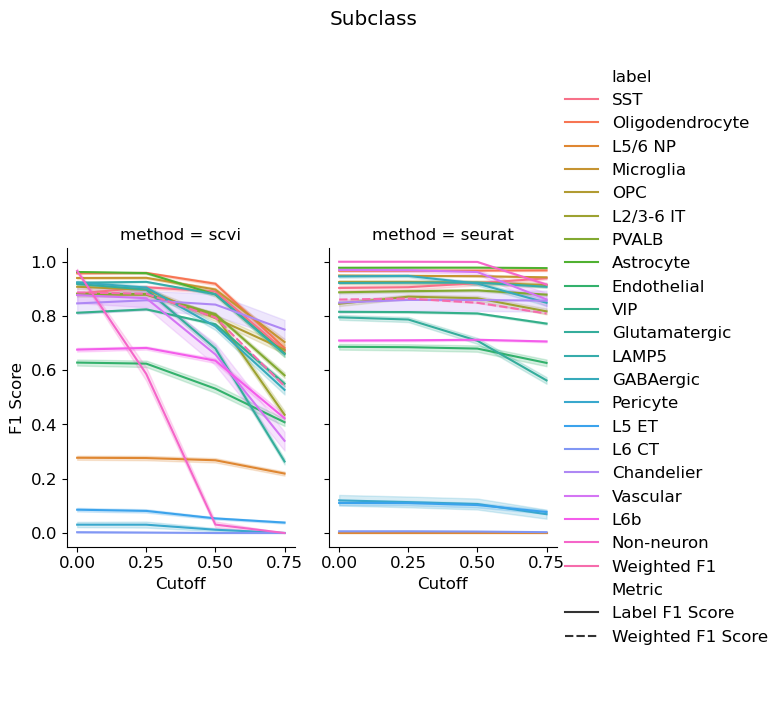 Subclass
method = scvi
method = seurat
F1 Score
1.0
0.8
0.6
0.4
0.2
0.0
0.00 0.25 0.50 0.75
0.00 0.25 0.50 0.75
Cutoff
Cutoff
label
SST
Oligodendrocyte
L5/6 NP
Microglia
OPC
L2/3-6 IT
PVALB
Astrocyte
Endothelial
VIP
Glutamatergic
LAMP5
GABAergic
Pericyte
L5 ET
L6 CT
Chandelier
Vascular
L6b
Non-neuron
Weighted F1
Metric
Label F1 Score
Weighted F1 Score